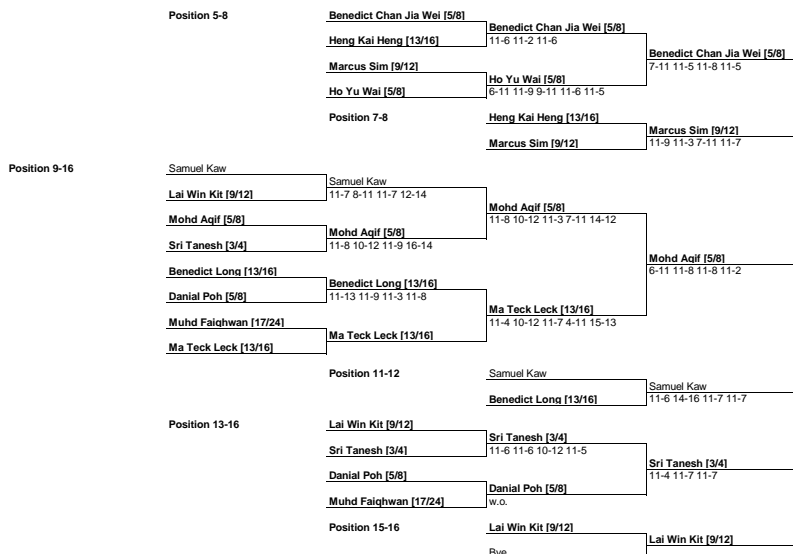 Position 5-8
Benedict Chan Jia Wei [5/8]
Benedict Chan Jia Wei [5/8]
Heng Kai Heng [13/16]
11-6 11-2 11-6
Benedict Chan Jia Wei [5/8]
7-11 11-5 11-8 11-5
Marcus Sim [9/12]
Ho Yu Wai [5/8]
Ho Yu Wai [5/8]
6-11 11-9 9-11 11-6 11-5
Position 7-8
Heng Kai Heng [13/16]
Marcus Sim [9/12]
Marcus Sim [9/12]
11-9 11-3 7-11 11-7
Position 9-16
Samuel Kaw
Samuel Kaw
Lai Win Kit [9/12]
11-7 8-11 11-7 12-14
Mohd Aqif [5/8]
11-8 10-12 11-3 7-11 14-12
Mohd Aqif [5/8]
Mohd Aqif [5/8]
Sri Tanesh [3/4]
11-8 10-12 11-9 16-14
Mohd Aqif [5/8]
6-11 11-8 11-8 11-2
Benedict Long [13/16]
Benedict Long [13/16]
Danial Poh [5/8]
11-13 11-9 11-3 11-8
Ma Teck Leck [13/16]
11-4 10-12 11-7 4-11 15-13
Muhd Faiqhwan [17/24]
Ma Teck Leck [13/16]
Ma Teck Leck [13/16]
Position 11-12
Samuel Kaw
Samuel Kaw
Benedict Long [13/16]
11-6 14-16 11-7 11-7
Position 13-16
Lai Win Kit [9/12]
Sri Tanesh [3/4]
Sri Tanesh [3/4]
11-6 11-6 10-12 11-5
Sri Tanesh [3/4]
11-4 11-7 11-7
Danial Poh [5/8]
Danial Poh [5/8]
Muhd Faiqhwan [17/24]
w.o.
Position 15-16
Lai Win Kit [9/12]
Lai Win Kit [9/12]
Bye